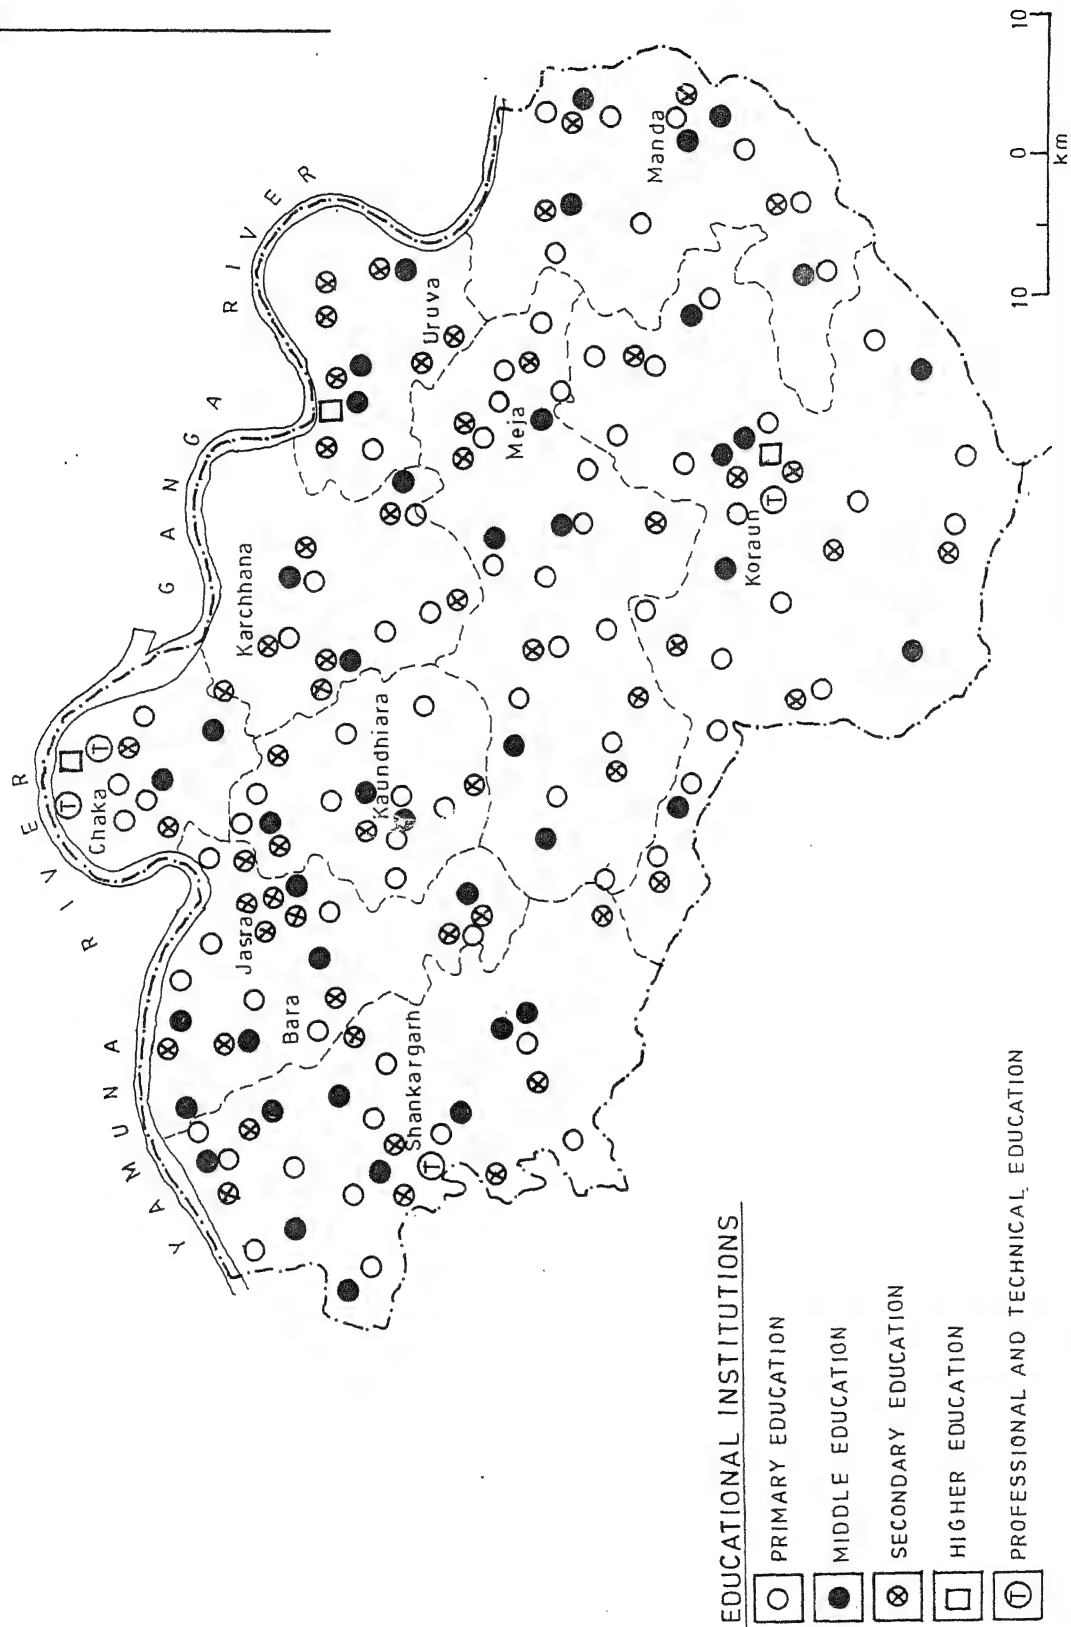 YAMUNA RIVER
GANGA RIVER
Chaka
Karchhana
Uruva
Jasra
Bara
Kaundhiara
Meja
Manda
Shankargarh
Koraun
T
T
T
T
EDUCATIONAL INSTITUTIONS
PRIMARY EDUCATION
MIDDLE EDUCATION
SECONDARY EDUCATION
HIGHER EDUCATION
T PROFESSIONAL AND TECHNICAL EDUCATION
10 0 10
km